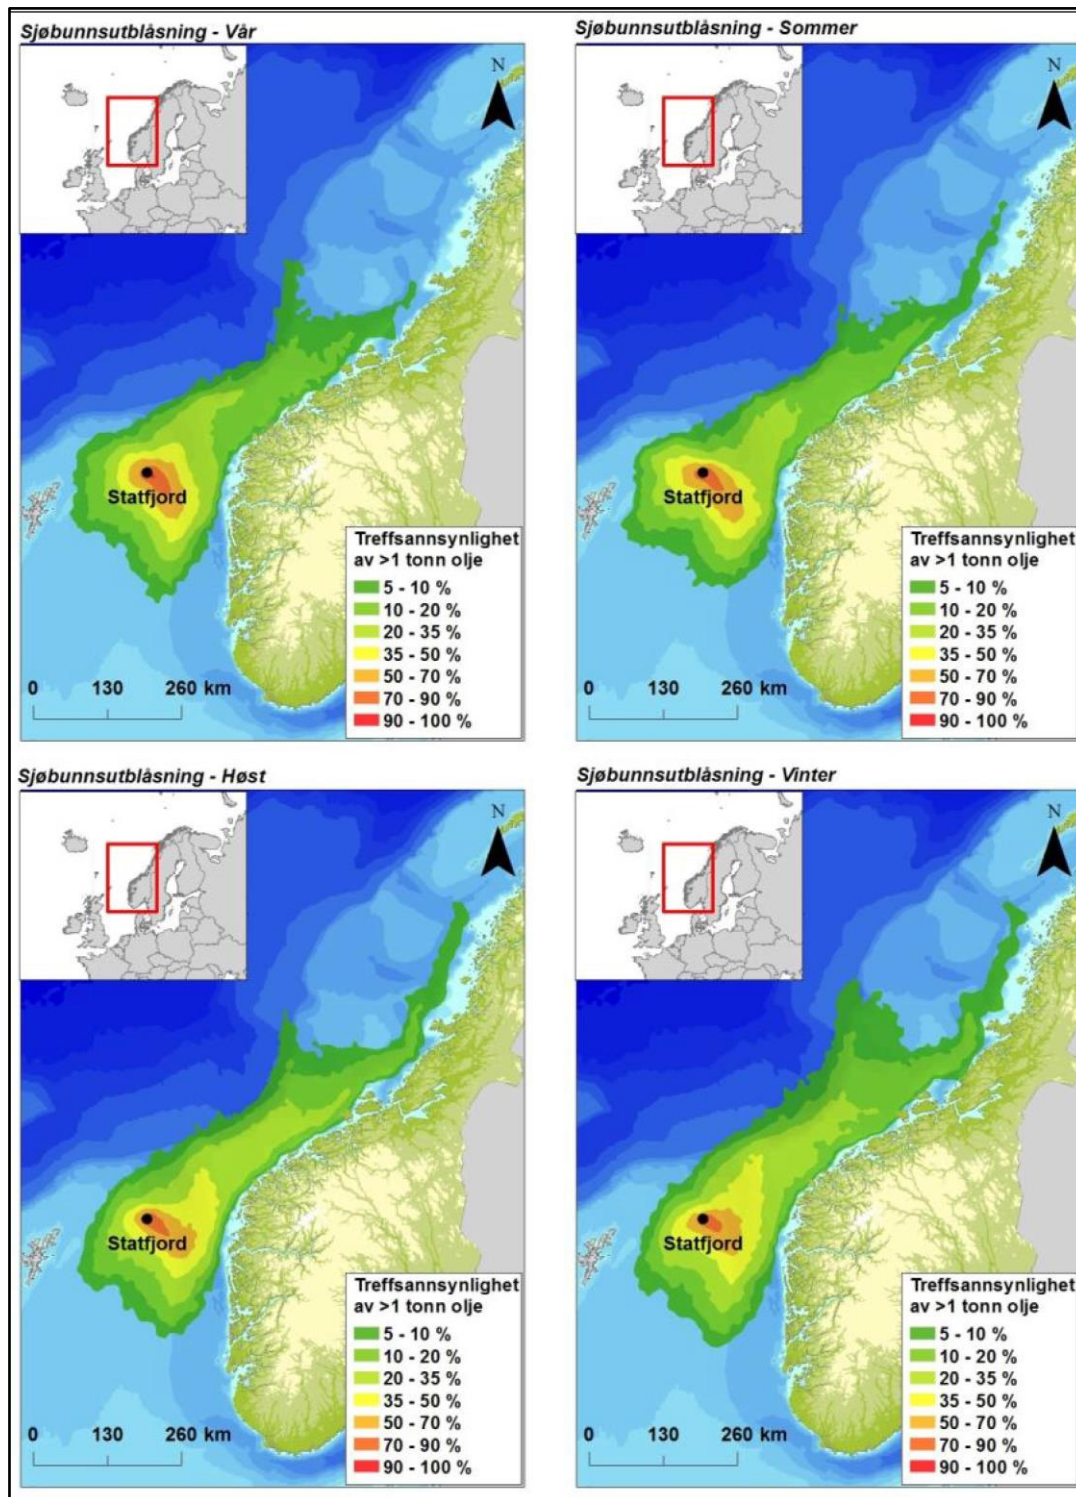 Sjøbunnsutblåsning - Vår
N
Statfjord
Treffsannsynlighet
av >1 tonn olje
5 - 10 %
10 - 20 %
20 - 35 %
35 - 50 %
50 - 70 %
70 - 90 %
90 - 100 %
0 130 260 km
Sjøbunnsutblåsning - Sommer
N
Statfjord
Treffsannsynlighet
av >1 tonn olje
5 - 10 %
10 - 20 %
20 - 35 %
35 - 50 %
50 - 70 %
70 - 90 %
90 - 100 %
0 130 260 km
Sjøbunnsutblåsning - Høst
N
Statfjord
Treffsannsynlighet
av >1 tonn olje
5 - 10 %
10 - 20 %
20 - 35 %
35 - 50 %
50 - 70 %
70 - 90 %
90 - 100 %
0 130 260 km
Sjøbunnsutblåsning - Vinter
N
Statfjord
Treffsannsynlighet
av >1 tonn olje
5 - 10 %
10 - 20 %
20 - 35 %
35 - 50 %
50 - 70 %
70 - 90 %
90 - 100 %
0 130 260 km